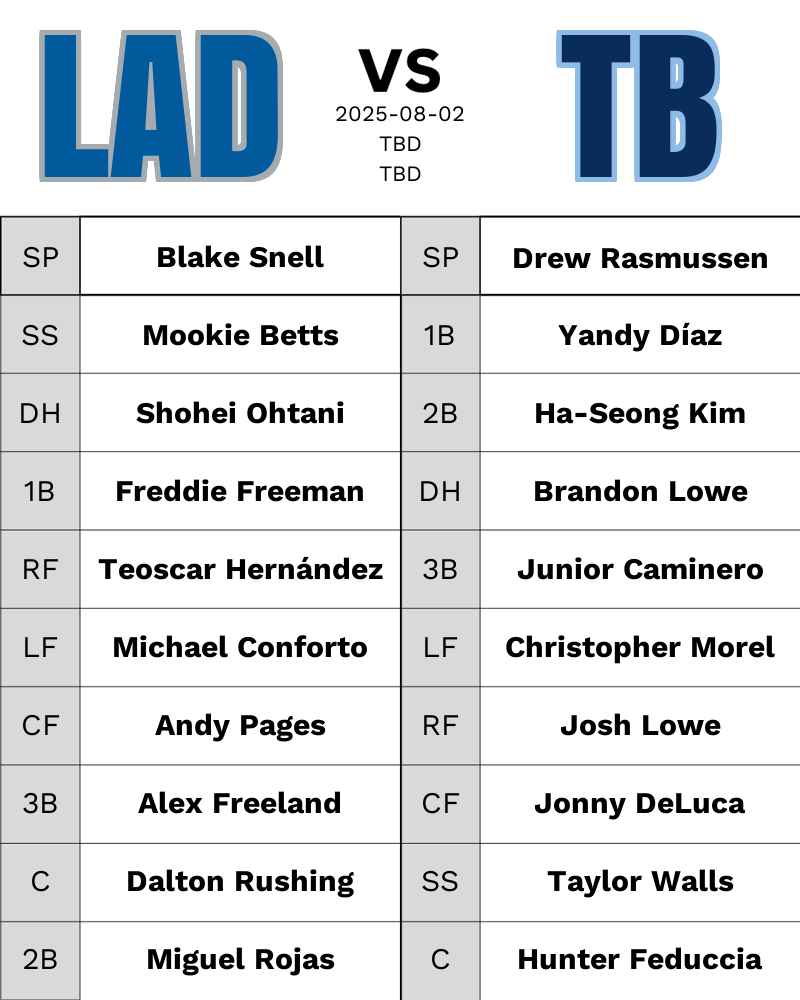 LAD VS TB
2025-08-02
TBD
TBD
SP Blake Snell SP Drew Rasmussen
SS Mookie Betts 1B Yandy Díaz
DH Shohei Ohtani 2B Ha-Seong Kim
1B Freddie Freeman DH Brandon Lowe
RF Teoscar Hernández 3B Junior Caminero
LF Michael Conforto LF Christopher Morel
CF Andy Pages RF Josh Lowe
3B Alex Freeland CF Jonny DeLuca
C Dalton Rushing SS Taylor Walls
2B Miguel Rojas C Hunter Feduccia